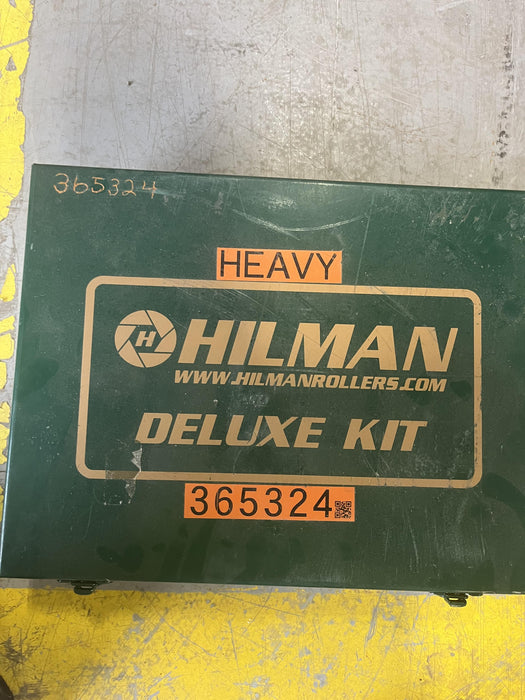 365324
HEAVY
H HILMAN
WWW.HILMANROLLERS.COM
DELUXE KIT
365324